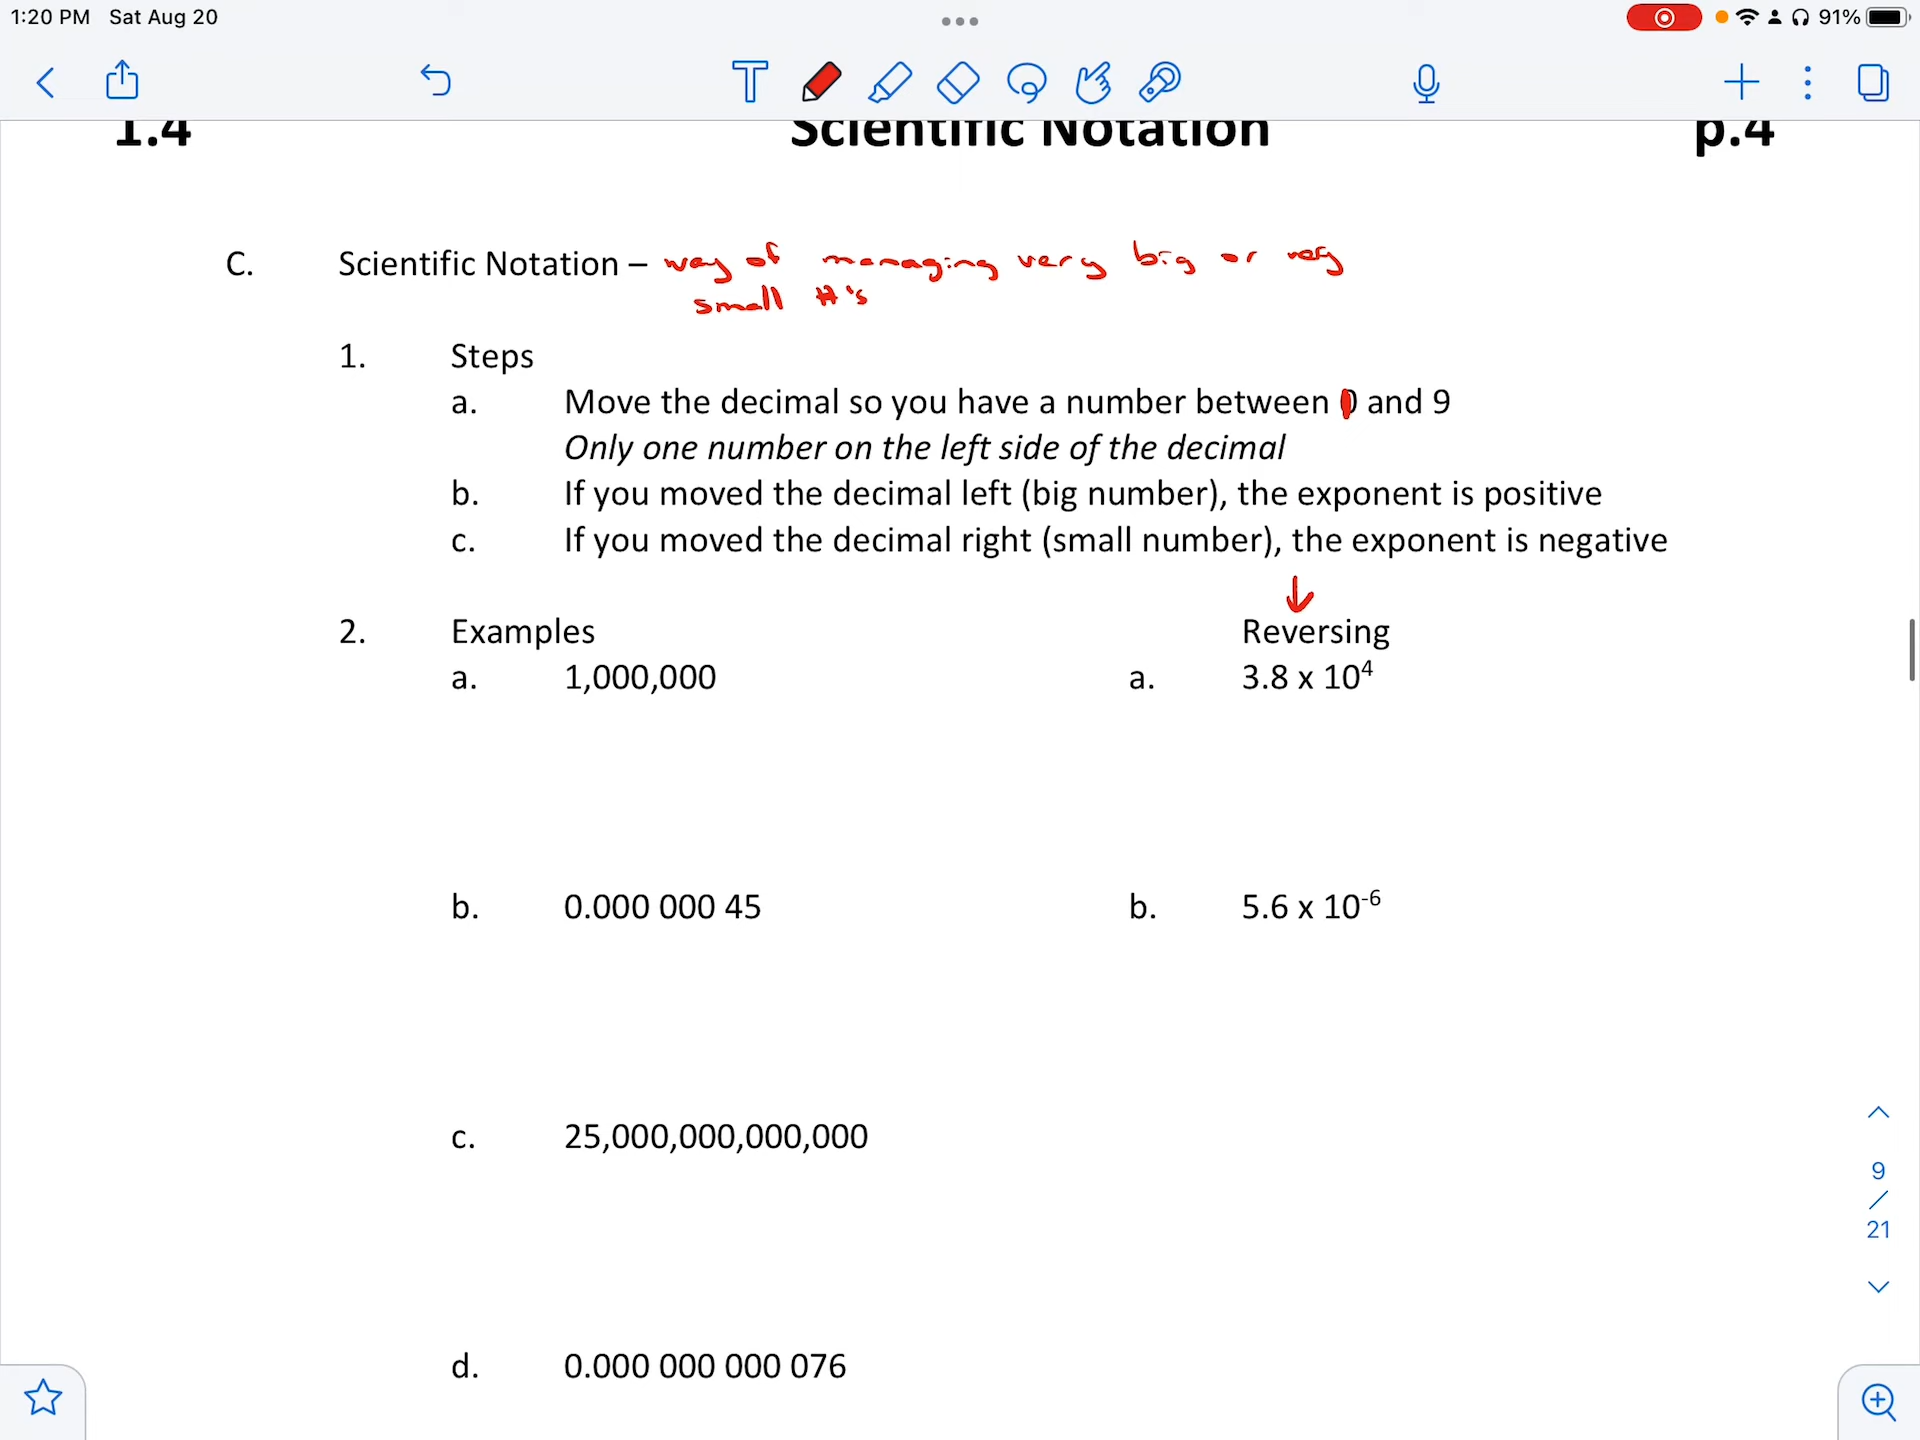 1:20 PM Sat Aug 20
91%
1.4 Scientific Notation p.4
C. Scientific Notation – way of managing very big or very
small #'s
1. Steps
a. Move the decimal so you have a number between 0 and 9
Only one number on the left side of the decimal
b. If you moved the decimal left (big number), the exponent is positive
c. If you moved the decimal right (small number), the exponent is negative
2. Examples Reversing
a. 1,000,000 a. 3.8 x 10⁴
b. 0.000 000 45 b. 5.6 x 10⁻⁶
c. 25,000,000,000,000
9
/
21
d. 0.000 000 000 076